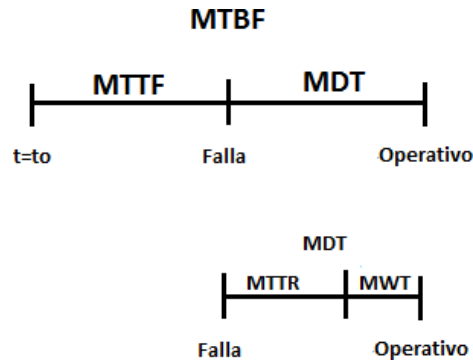 MTBF
MTTF MDT
t=to Falla Operativo
MDT
MTTR MWT
Falla Operativo